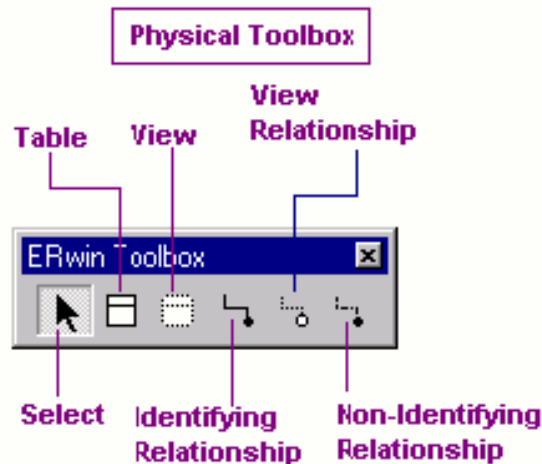 Physical Toolbox
View
Relationship
Table
View
ERwin Toolbox
Select
Identifying
Relationship
Non-Identifying
Relationship